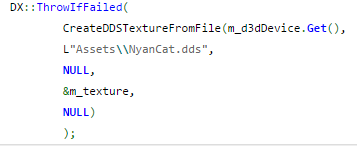 DX::ThrowIfFailed(
CreateDDSTextureFromFile(m_d3dDevice.Get(),
L"Assets\\NyanCat.dds",
NULL,
&m_texture,
NULL)
);